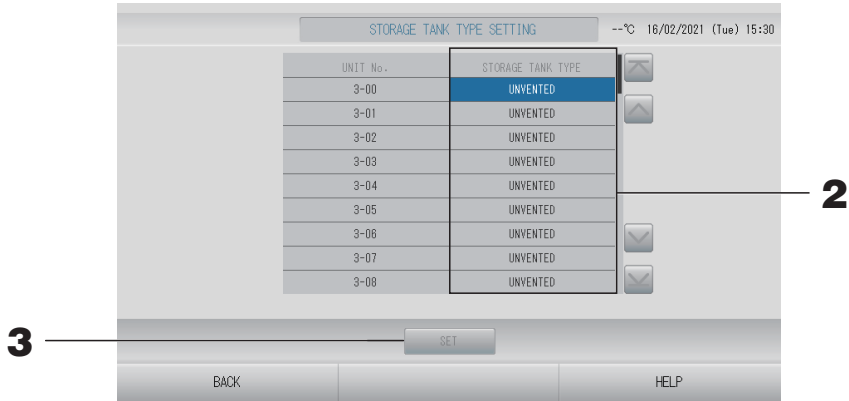 STORAGE TANK TYPE SETTING --℃ 16/02/2021 (Tue) 15:30
UNIT No. STORAGE TANK TYPE
3-00 UNVENTED
3-01 UNVENTED
3-02 UNVENTED
3-03 UNVENTED
3-04 UNVENTED
3-05 UNVENTED
3-06 UNVENTED
3-07 UNVENTED
3-08 UNVENTED
2
3
SET
BACK HELP